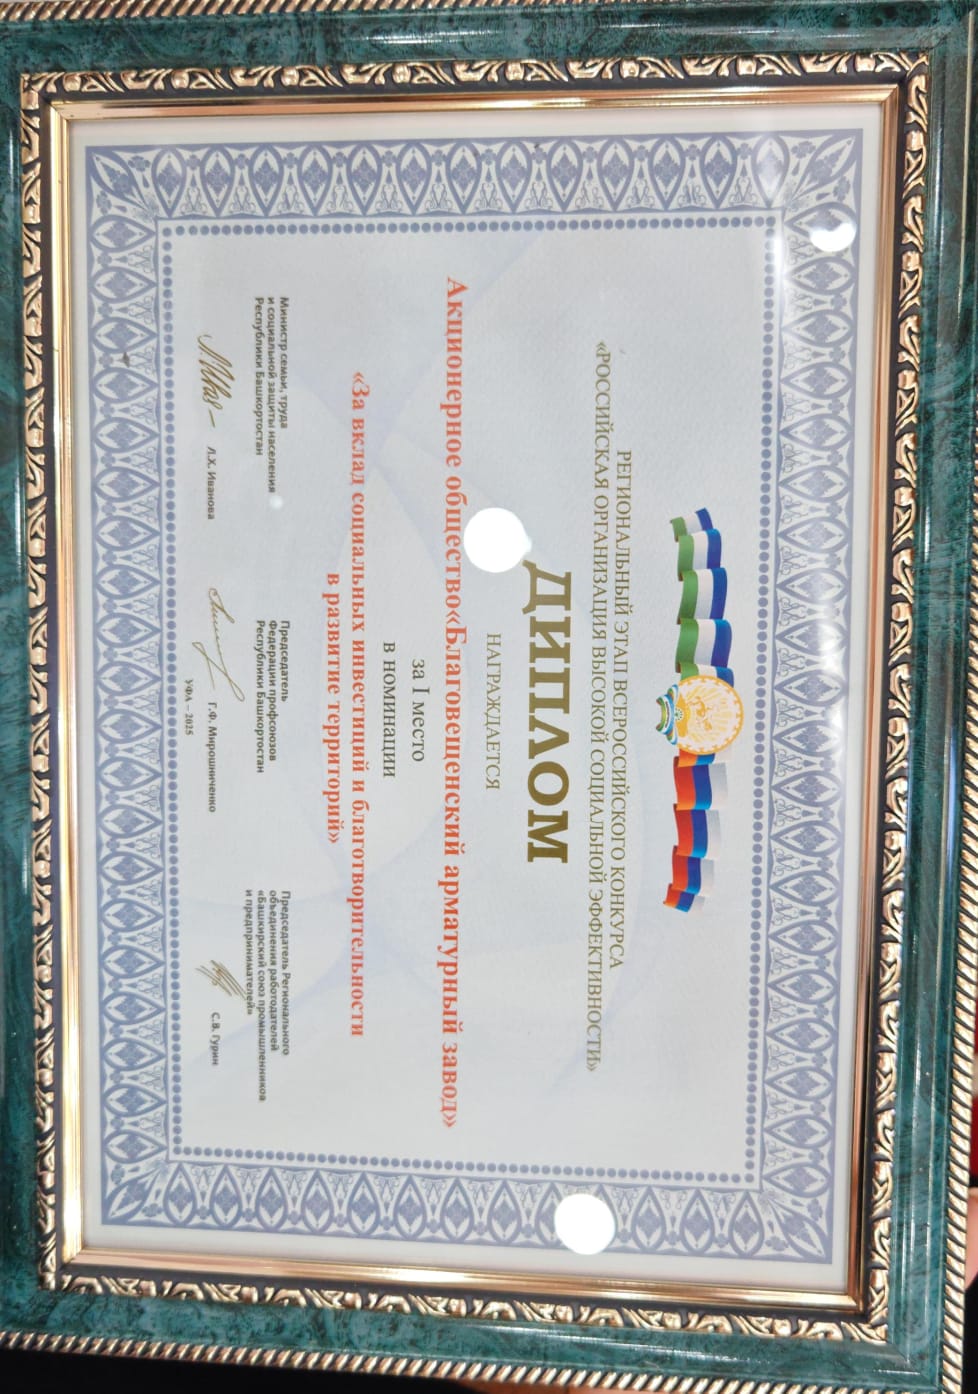 РЕГИОНАЛЬНЫЙ ЭТАП ВСЕРОССИЙСКОГО КОНКУРСА
«РОССИЙСКАЯ ОРГАНИЗАЦИЯ ВЫСОКОЙ СОЦИАЛЬНОЙ ЭФФЕКТИВНОСТИ»
ДИПЛОМ
НАГРАЖДАЕТСЯ
Акционерное общество«Благовещенский арматурный завод»
за I место
в номинации
«За вклад социальных инвестиций и благотворительности
в развитие территорий»
Министр семьи, труда
и социальной защиты населения
Республики Башкортостан
Л.Х. Иванова
Председатель
Федерации профсоюзов
Республики Башкортостан
Г.Ф. Мирошниченко
Председатель Регионального
объединения работодателей
«Башкирский союз промышленников
и предпринимателей»
С.В. Гурин
УФА – 2025